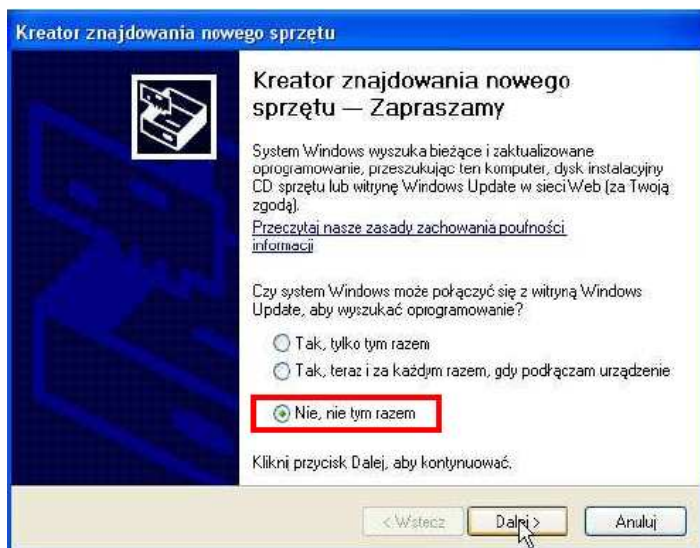 Kreator znajdowania nowego sprzętu
Kreator znajdowania nowego
sprzętu — Zapraszamy
System Windows wyszuka bieżące i zaktualizowane
oprogramowanie, przeszukując ten komputer, dysk instalacyjny
CD sprzętu lub witrynę Windows Update w sieci Web (za Twoją
zgodą).
Przeczytaj nasze zasady zachowania poufności
informacji
Czy system Windows może połączyć się z witryną Windows
Update, aby wyszukać oprogramowanie?
Tak, tylko tym razem
Tak, teraz i za każdym razem, gdy podłączam urządzenie
Nie, nie tym razem
Kliknij przycisk Dalej, aby kontynuować.
< Wstecz Dalej > Anuluj